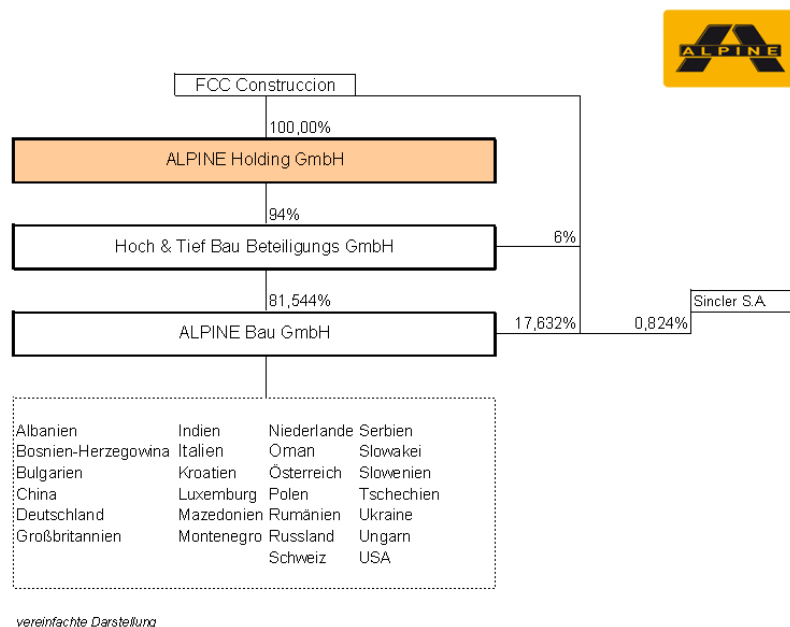 ALPINE
FCC Construccion
100,00%
ALPINE Holding GmbH
94%
Hoch & Tief Bau Beteiligungs GmbH
6%
81,544%
Sincler S.A.
ALPINE Bau GmbH
17,632%
0,824%
Albanien Indien Niederlande Serbien
Bosnien-Herzegowina Italien Oman Slowakei
Bulgarien Kroatien Österreich Slowenien
China Luxemburg Polen Tschechien
Deutschland Mazedonien Rumänien Ukraine
Großbritannien Montenegro Russland Ungarn
Schweiz USA
vereinfachte Darstellung